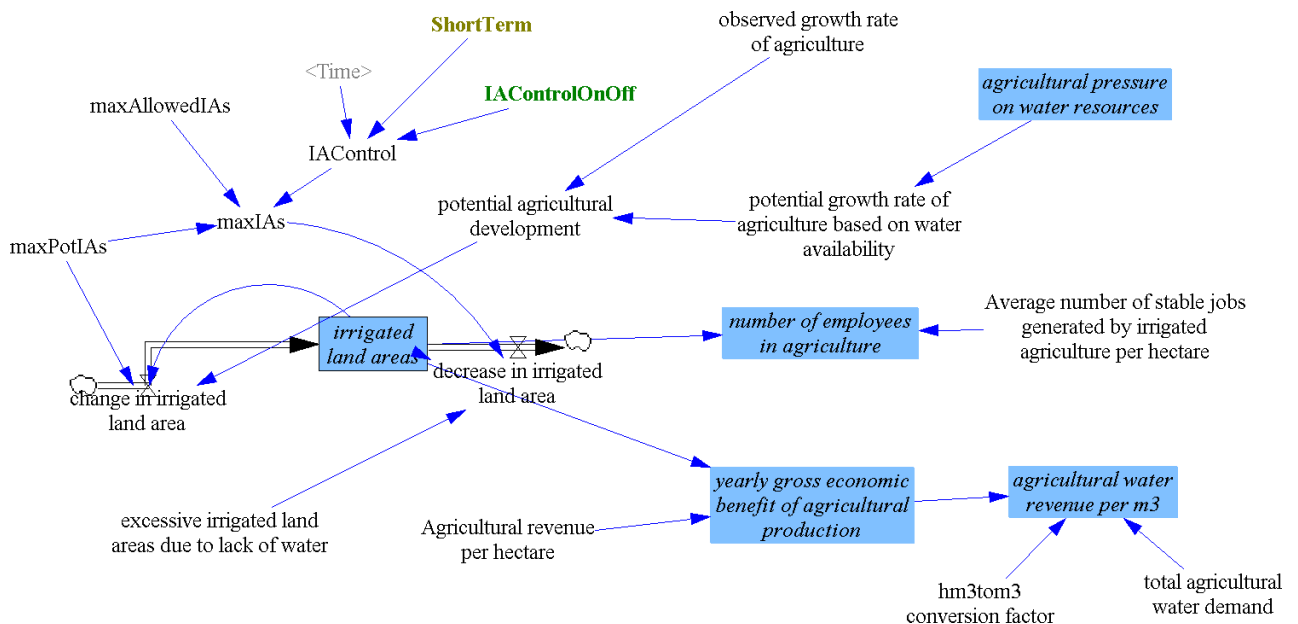 ShortTerm
observed growth rate
of agriculture
<Time>
IAControlOnOff
agricultural pressure
on water resources
maxAllowedIAs
IAControl
potential agricultural
development
potential growth rate of
agriculture based on water
availability
maxIAs
maxPotIAs
irrigated
land areas
number of employees
in agriculture
Average number of stable jobs
generated by irrigated
agriculture per hectare
change in irrigated
land area
decrease in irrigated
land area
yearly gross economic
benefit of agricultural
production
agricultural water
revenue per m3
excessive irrigated land
areas due to lack of water
Agricultural revenue
per hectare
hm3tom3
conversion factor
total agricultural
water demand